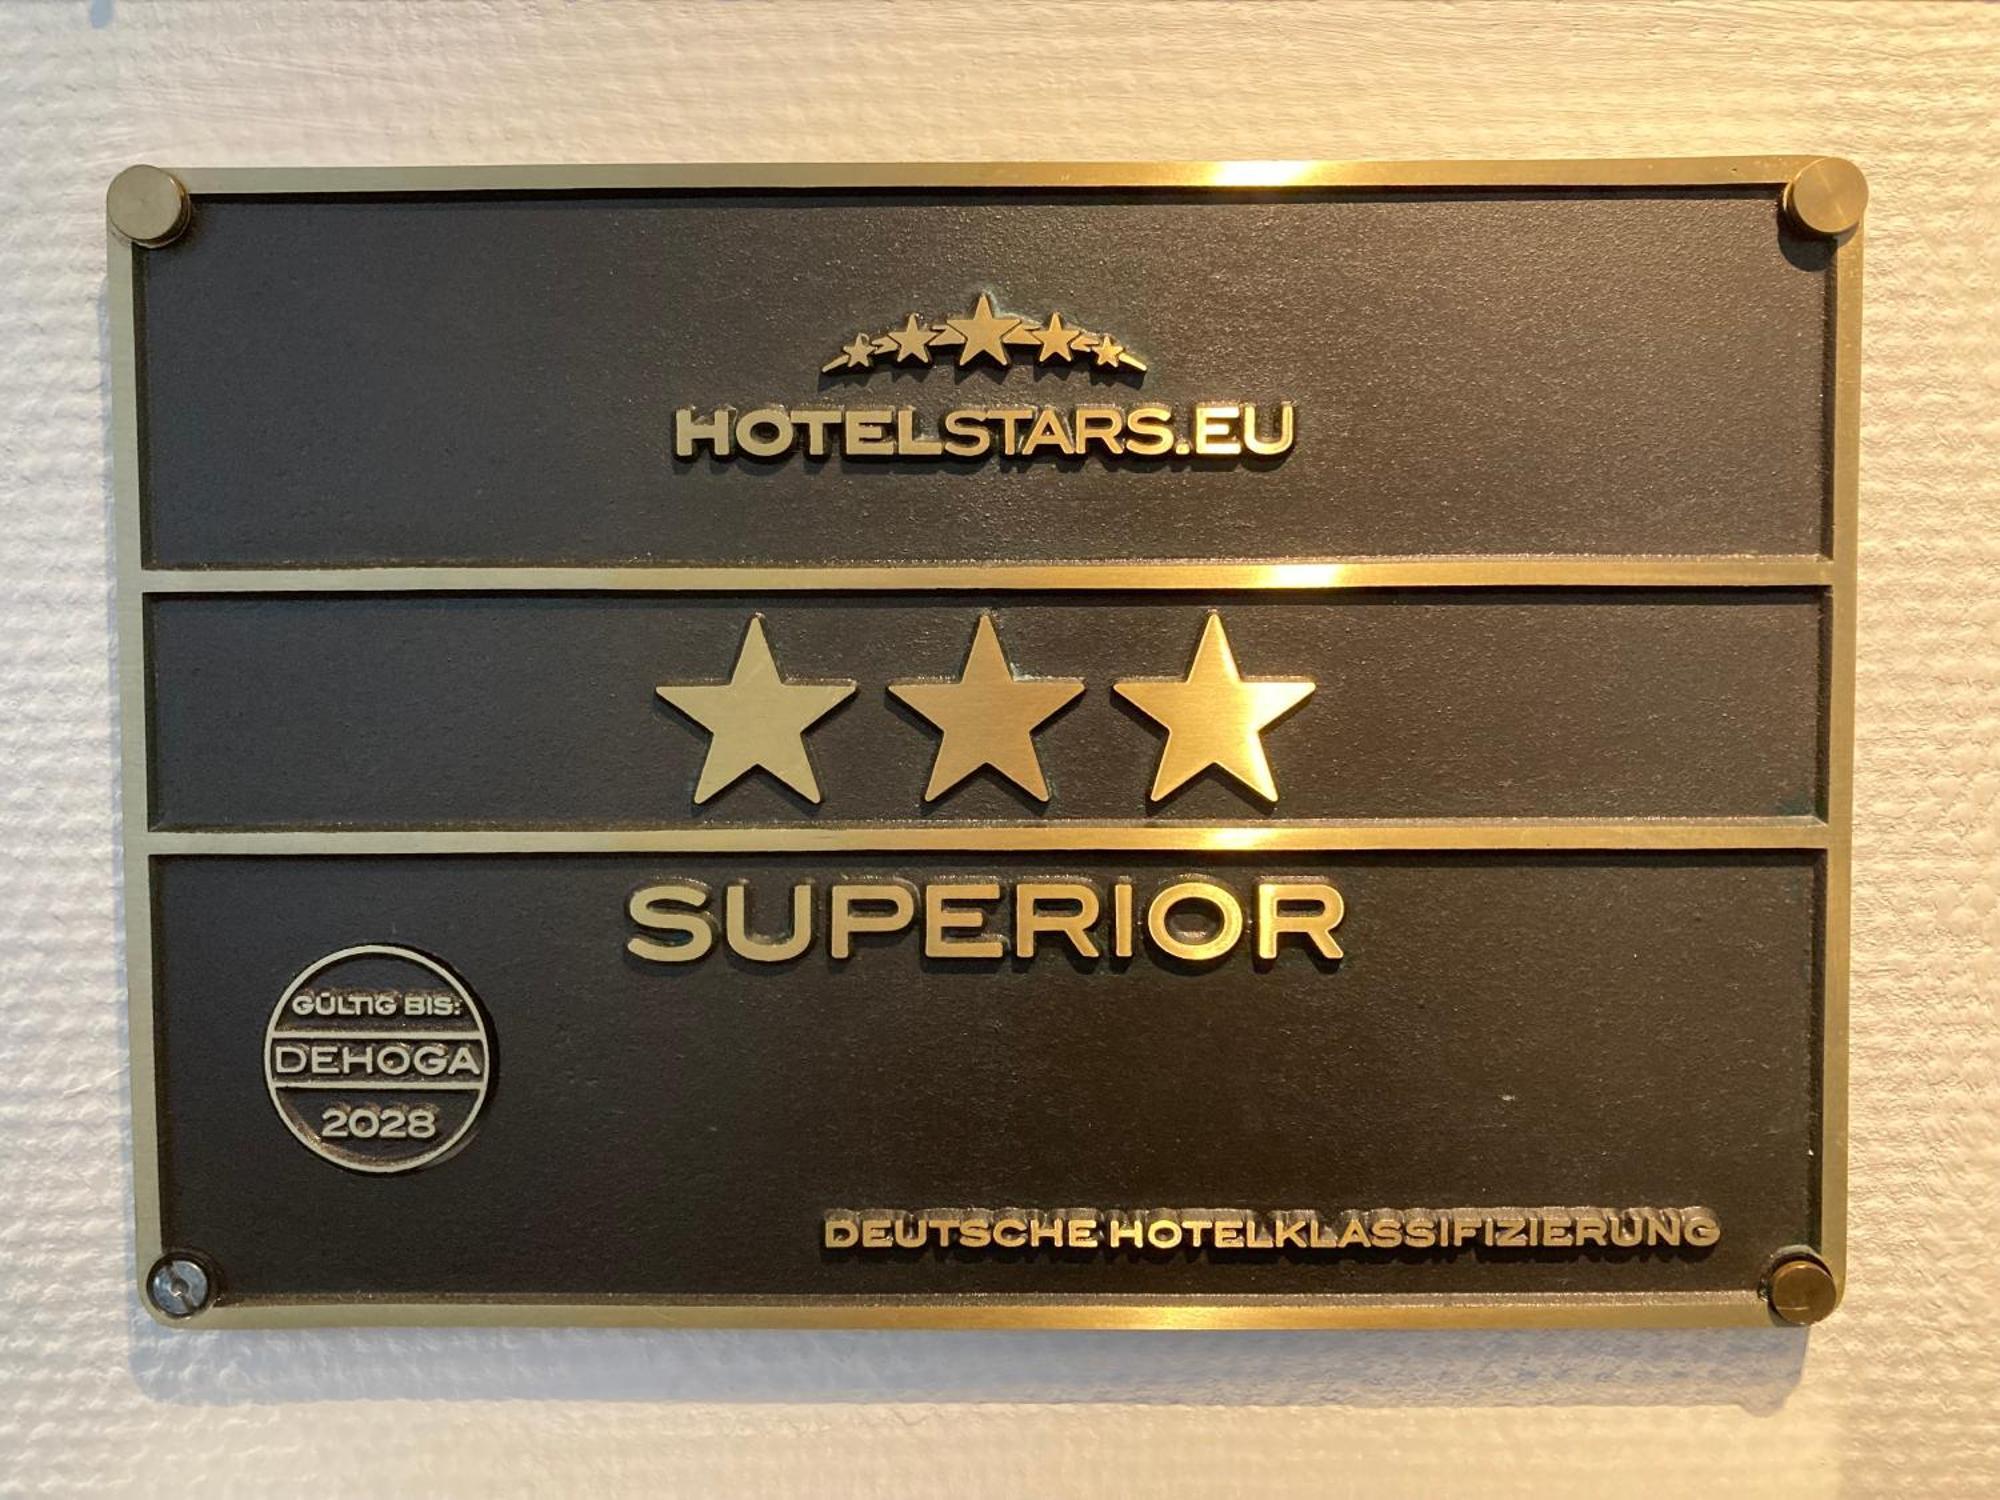 HOTELSTARS.EU
SUPERIOR
GÜLTIG BIS:
DEHOGA
2028
DEUTSCHE HOTELKLASSIFIZIERUNG